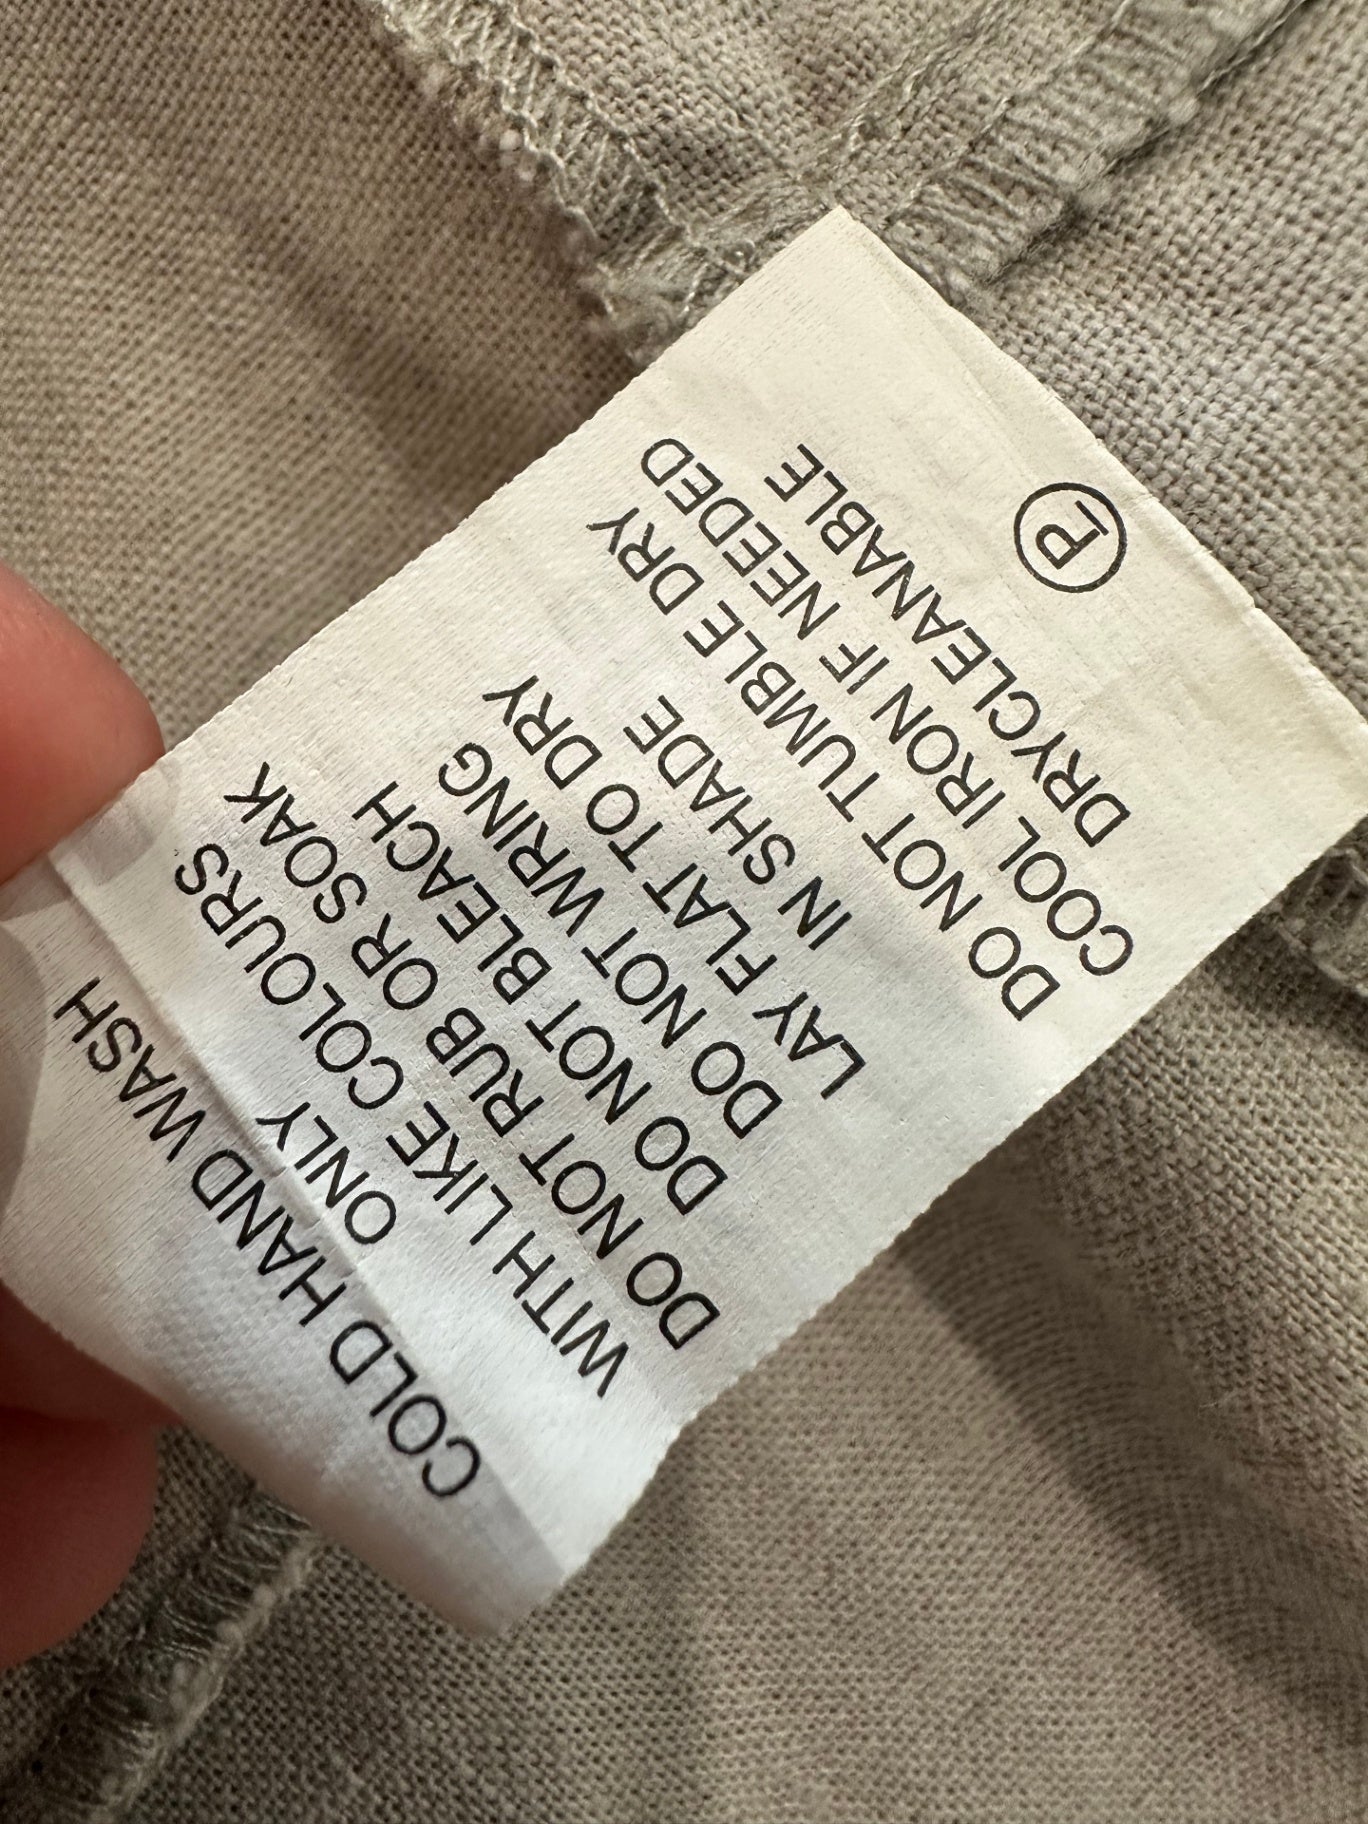 COLD HAND WASH
ONLY
WITH LIKE COLOURS
DO NOT RUB OR SOAK
DO NOT BLEACH
DO NOT WRING
LAY FLAT TO DRY
IN SHADE
DO NOT TUMBLE DRY
COOL IRON IF NEEDED
DRYCLEANABLE
P